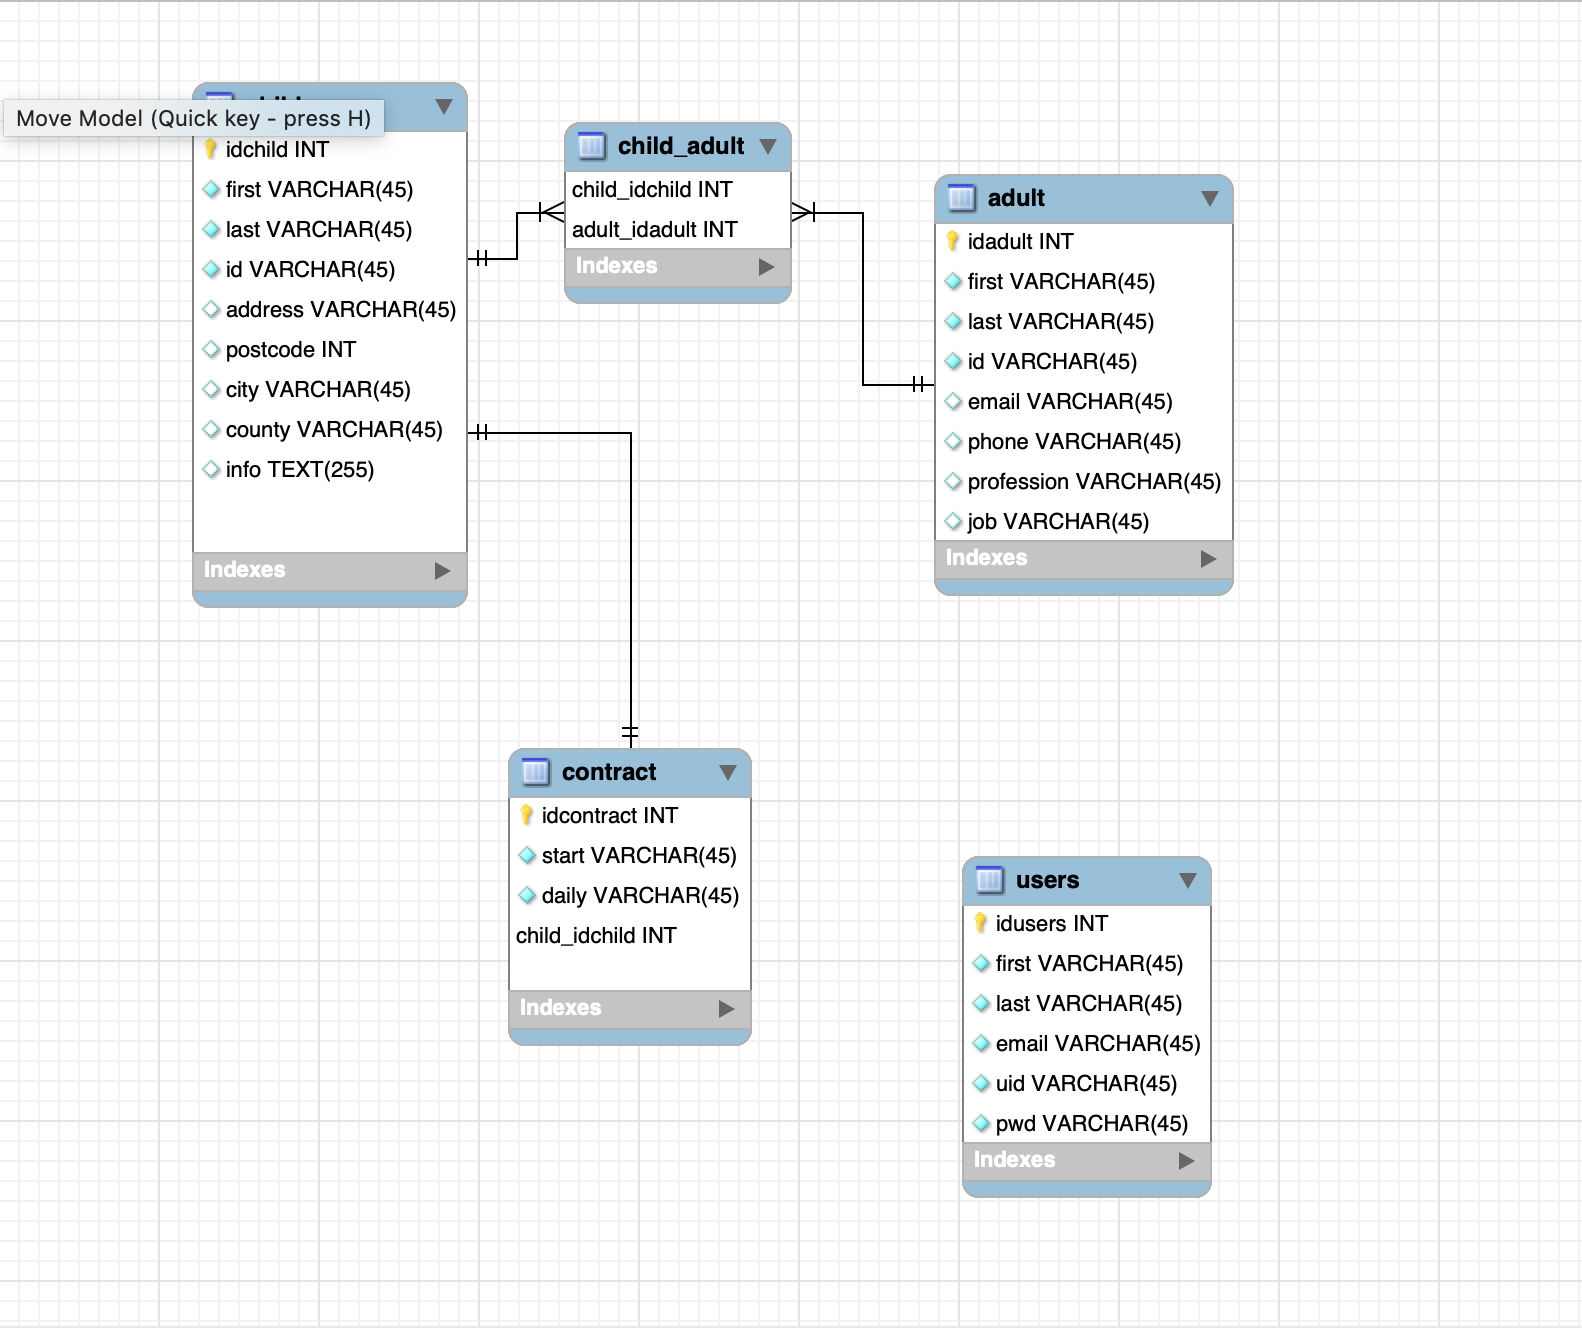 Move Model (Quick key - press H)
idchild INT
first VARCHAR(45)
last VARCHAR(45)
id VARCHAR(45)
address VARCHAR(45)
postcode INT
city VARCHAR(45)
county VARCHAR(45)
info TEXT(255)
Indexes
child_adult
child_idchild INT
adult_idadult INT
Indexes
adult
idadult INT
first VARCHAR(45)
last VARCHAR(45)
id VARCHAR(45)
email VARCHAR(45)
phone VARCHAR(45)
profession VARCHAR(45)
job VARCHAR(45)
Indexes
contract
idcontract INT
start VARCHAR(45)
daily VARCHAR(45)
child_idchild INT
Indexes
users
idusers INT
first VARCHAR(45)
last VARCHAR(45)
email VARCHAR(45)
uid VARCHAR(45)
pwd VARCHAR(45)
Indexes